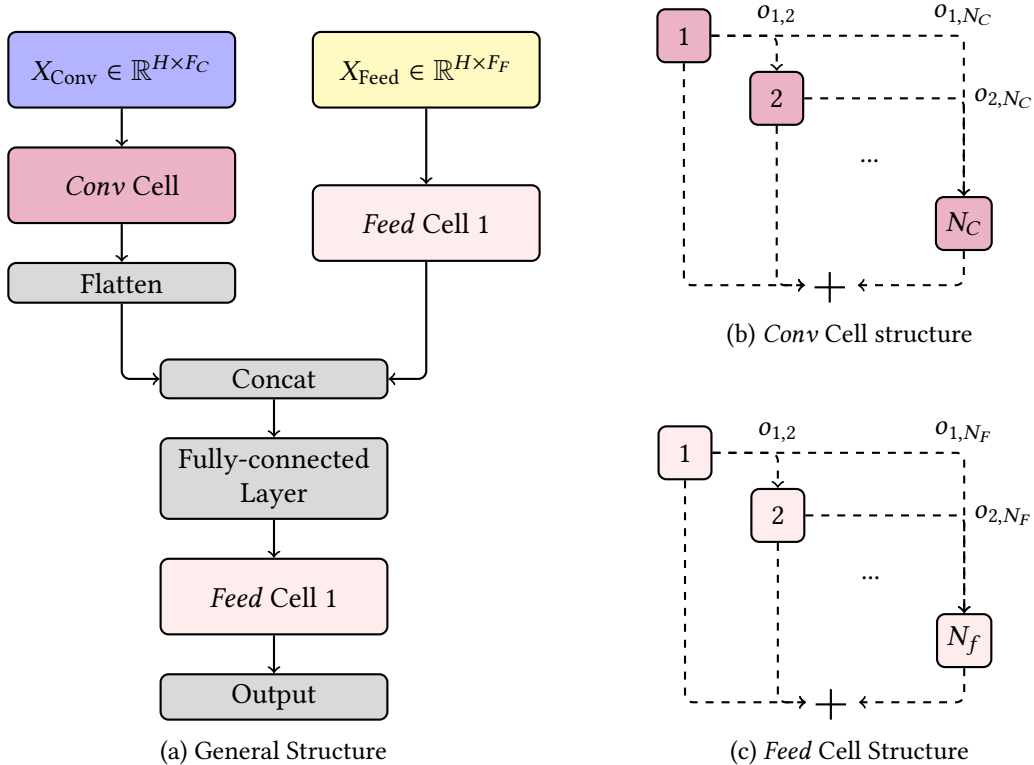 X_Conv ∈ ℝ^{H×F_C}
X_Feed ∈ ℝ^{H×F_F}
Conv Cell
Feed Cell 1
Flatten
Concat
Fully-connected
Layer
Feed Cell 1
Output
(a) General Structure
o_{1,2}
o_{1,N_C}
1
2
o_{2,N_C}
...
N_C
+
(b) Conv Cell structure
o_{1,2}
o_{1,N_F}
1
2
o_{2,N_F}
...
N_f
+
(c) Feed Cell Structure